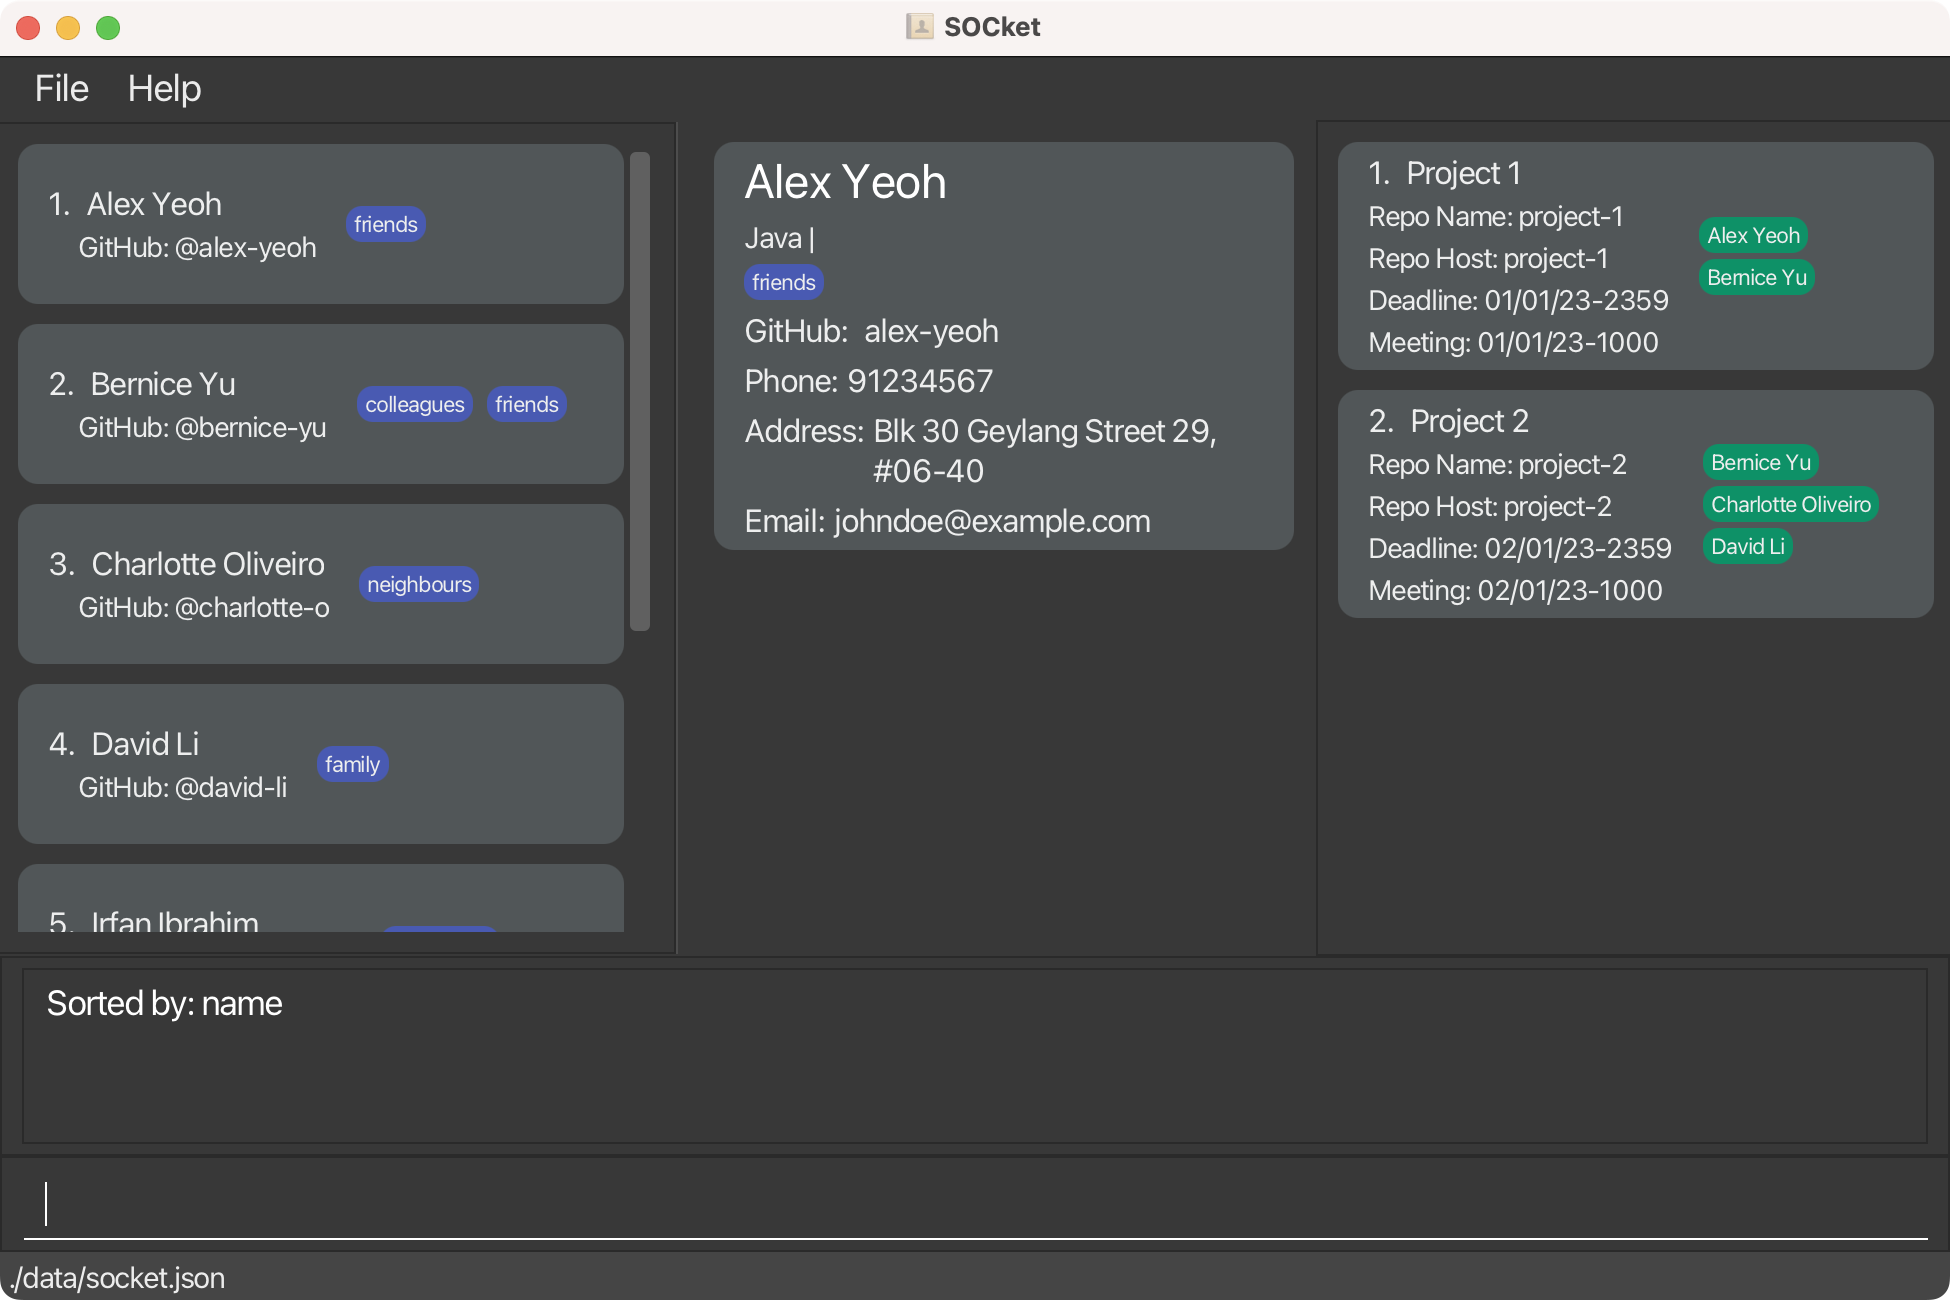 SOCket
File Help
1. Alex Yeoh
GitHub: @alex-yeoh
friends
2. Bernice Yu
GitHub: @bernice-yu
colleagues friends
3. Charlotte Oliveiro
GitHub: @charlotte-o
neighbours
4. David Li
GitHub: @david-li
family
5. Irfan Ibrahim
Alex Yeoh
Java |
friends
GitHub: alex-yeoh
Phone: 91234567
Address: Blk 30 Geylang Street 29,
#06-40
Email: johndoe@example.com
1. Project 1
Repo Name: project-1
Repo Host: project-1
Deadline: 01/01/23-2359
Meeting: 01/01/23-1000
Alex Yeoh
Bernice Yu
2. Project 2
Repo Name: project-2
Repo Host: project-2
Deadline: 02/01/23-2359
Meeting: 02/01/23-1000
Bernice Yu
Charlotte Oliveiro
David Li
Sorted by: name
./data/socket.json